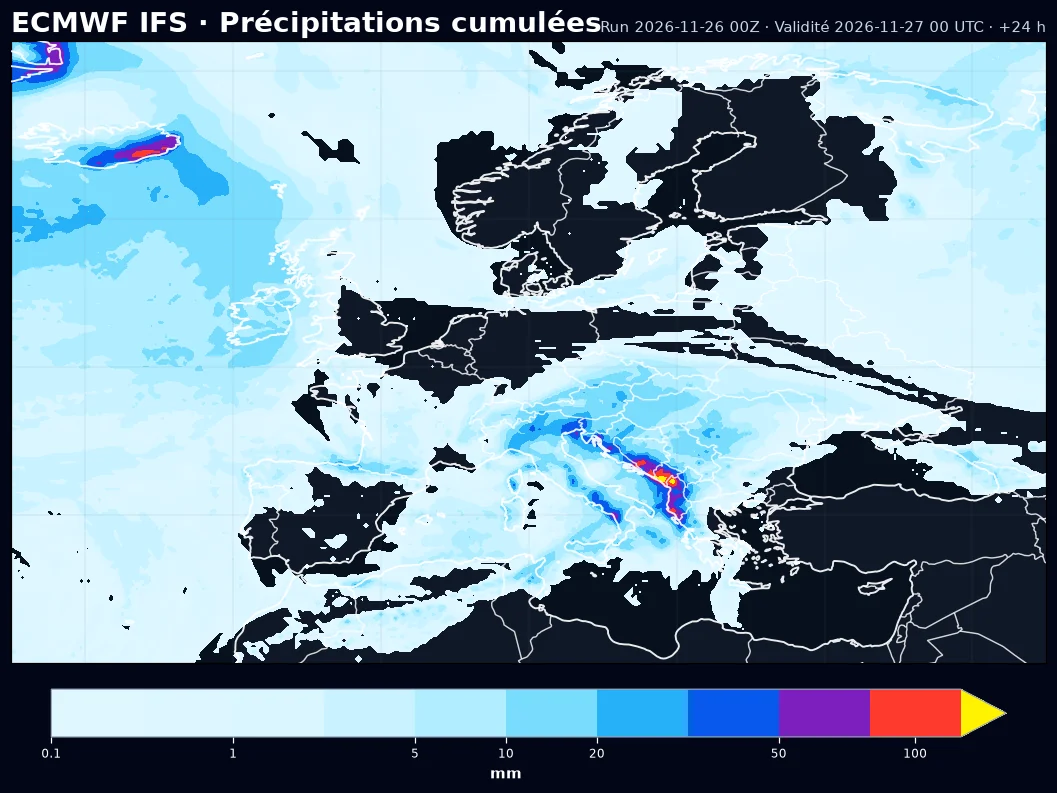 ECMWF IFS · Précipitations cumulées
Run 2026-11-26 00Z · Validité 2026-11-27 00 UTC · +24 h
0.1 1 5 10 20 50 100
mm